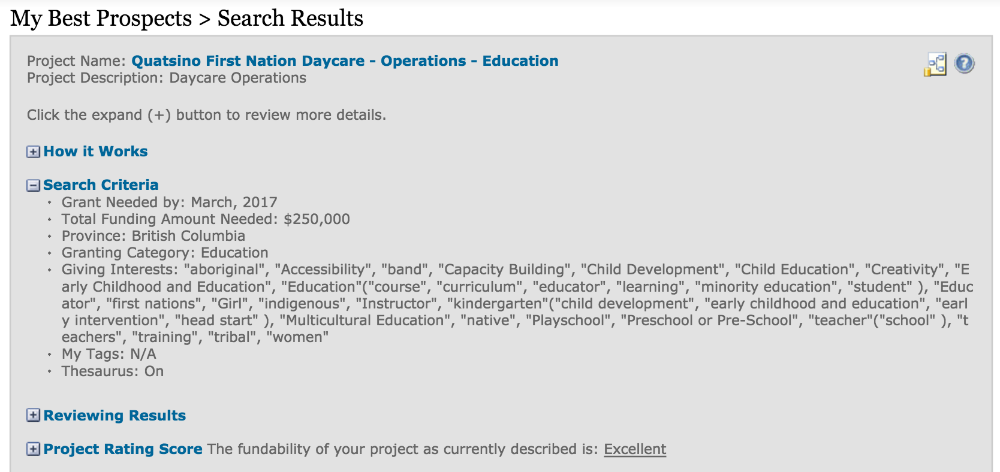 My Best Prospects > Search Results
Project Name: Quatsino First Nation Daycare - Operations - Education
Project Description: Daycare Operations
Click the expand (+) button to review more details.
How it Works
Search Criteria
• Grant Needed by: March, 2017
• Total Funding Amount Needed: $250,000
• Province: British Columbia
• Granting Category: Education
• Giving Interests: "aboriginal", "Accessibility", "band", "Capacity Building", "Child Development", "Child Education", "Creativity", "E
arly Childhood and Education", "Education"("course", "curriculum", "educator", "learning", "minority education", "student" ), "Educ
ator", "first nations", "Girl", "indigenous", "Instructor", "kindergarten"("child development", "early childhood and education", "earl
y intervention", "head start" ), "Multicultural Education", "native", "Playschool", "Preschool or Pre-School", "teacher"("school" ), "t
eachers", "training", "tribal", "women"
• My Tags: N/A
• Thesaurus: On
Reviewing Results
Project Rating Score The fundability of your project as currently described is: Excellent